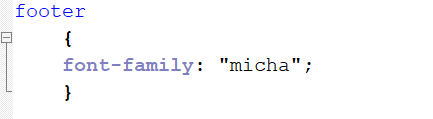 footer
{
font-family: "micha";
}